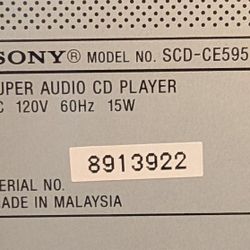 SONY® MODEL NO. SCD-CE595
UPER AUDIO CD PLAYER
C 120V 60Hz 15W
8913922
ERIAL NO.
ADE IN MALAYSIA